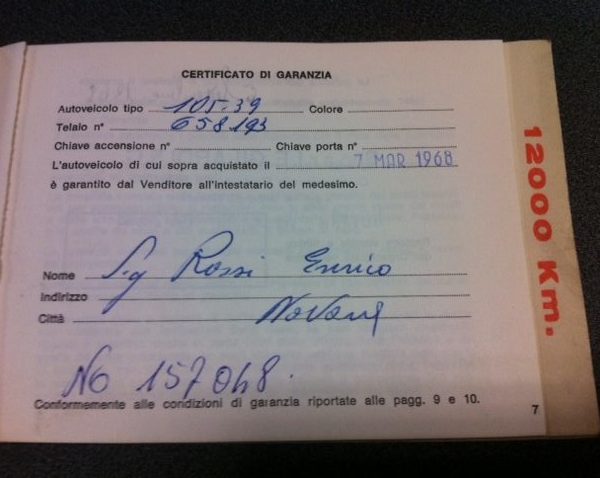 CERTIFICATO DI GARANZIA
Autoveicolo tipo 105.39 Colore
Telaio n° 658193
Chiave accensione n° Chiave porta n°
L'autoveicolo di cui sopra acquistato il 7 MAR 1968
è garantito dal Venditore all'intestatario del medesimo.
Nome Sig Rossi Enrico
Indirizzo
Città Novara
NO 157048.
Conformemente alle condizioni di garanzia riportate alle pagg. 9 e 10.
7
12000 Km.